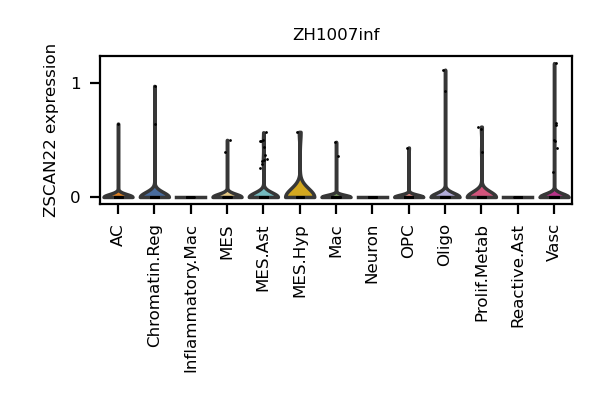 ZH1007inf
ZSCAN22 expression
1
0
AC
Chromatin.Reg
Inflammatory.Mac
MES
MES.Ast
MES.Hyp
Mac
Neuron
OPC
Oligo
Prolif.Metab
Reactive.Ast
Vasc